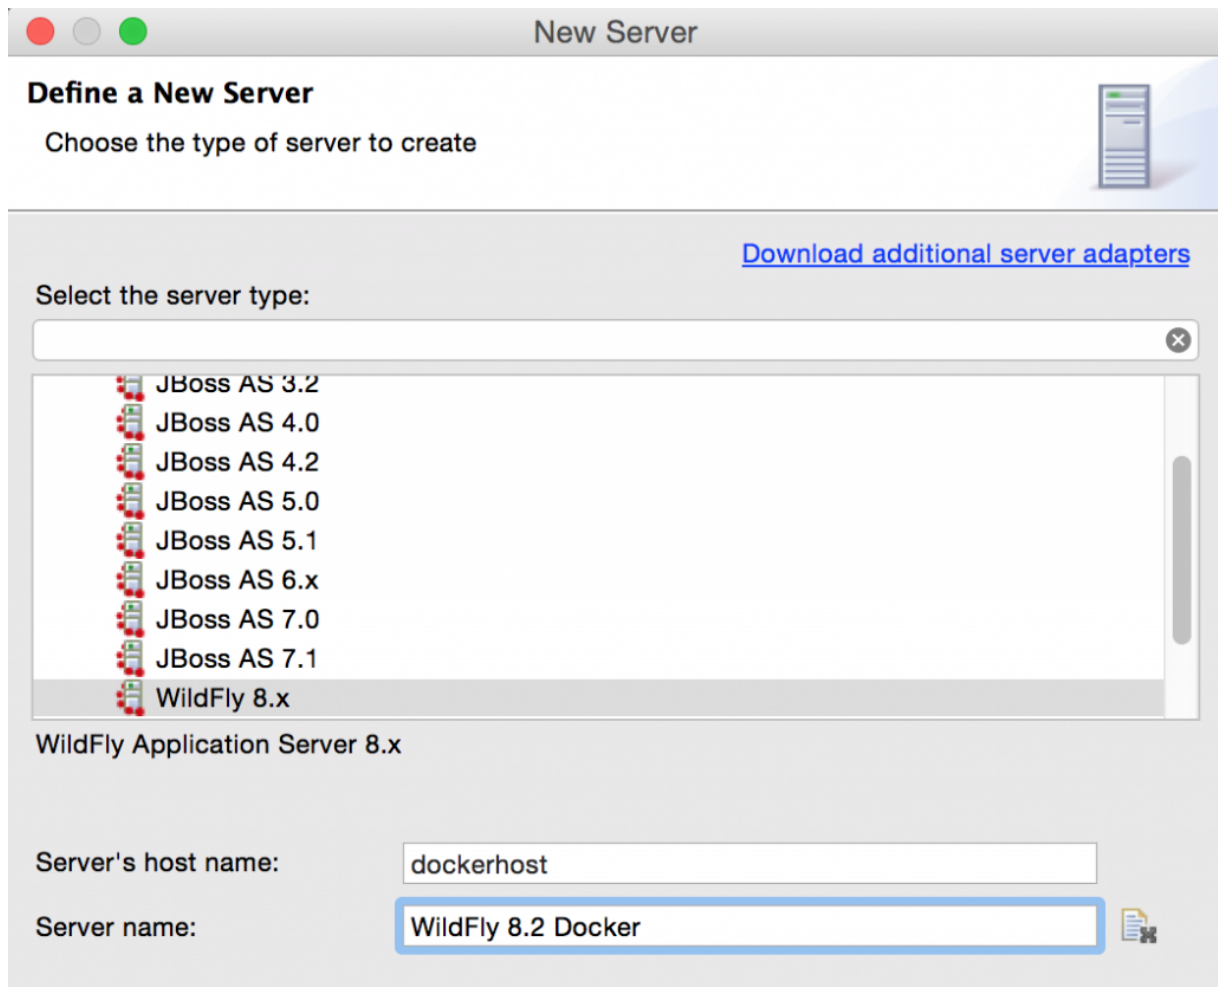 New Server
Define a New Server
Choose the type of server to create
Download additional server adapters
Select the server type:
JBoss AS 3.2
JBoss AS 4.0
JBoss AS 4.2
JBoss AS 5.0
JBoss AS 5.1
JBoss AS 6.x
JBoss AS 7.0
JBoss AS 7.1
WildFly 8.x
WildFly Application Server 8.x
Server's host name: dockerhost
Server name: WildFly 8.2 Docker